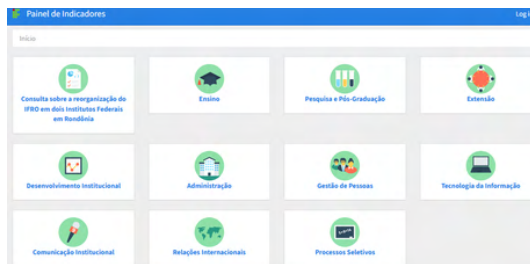 Painel de Indicadores
Log i
Início
Consulta sobre a reorganização do
IFRO em dois Institutos Federais
em Rondônia
Ensino
Pesquisa e Pós-Graduação
Extensão
Desenvolvimento Institucional
Administração
Gestão de Pessoas
Tecnologia da Informação
Comunicação Institucional
Relações Internacionais
Processos Seletivos